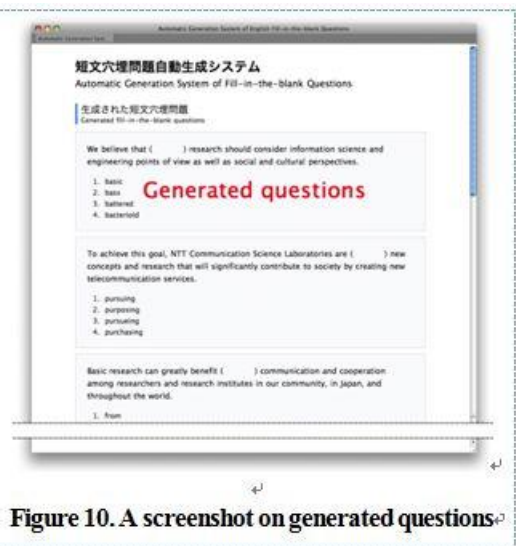 Automatic Generation System of English Fill-in-the-Blank Questions
短文穴埋問題自動生成システム
Automatic Generation System of Fill-in-the-blank Questions
生成された短文穴埋問題
Generated fill-in-the-blank questions
We believe that ( ) research should consider information science and
engineering points of view as well as social and cultural perspectives.
1. basic
2. bass
3. battered
4. bacterioid
Generated questions
To achieve this goal, NTT Communication Science Laboratories are ( ) new
concepts and research that will significantly contribute to society by creating new
telecommunication services.
1. pursuing
2. purposing
3. pursueing
4. purchasing
Basic research can greatly benefit ( ) communication and cooperation
among researchers and research institutes in our community, in Japan, and
throughout the world.
1. from
Figure 10. A screenshot on generated questions